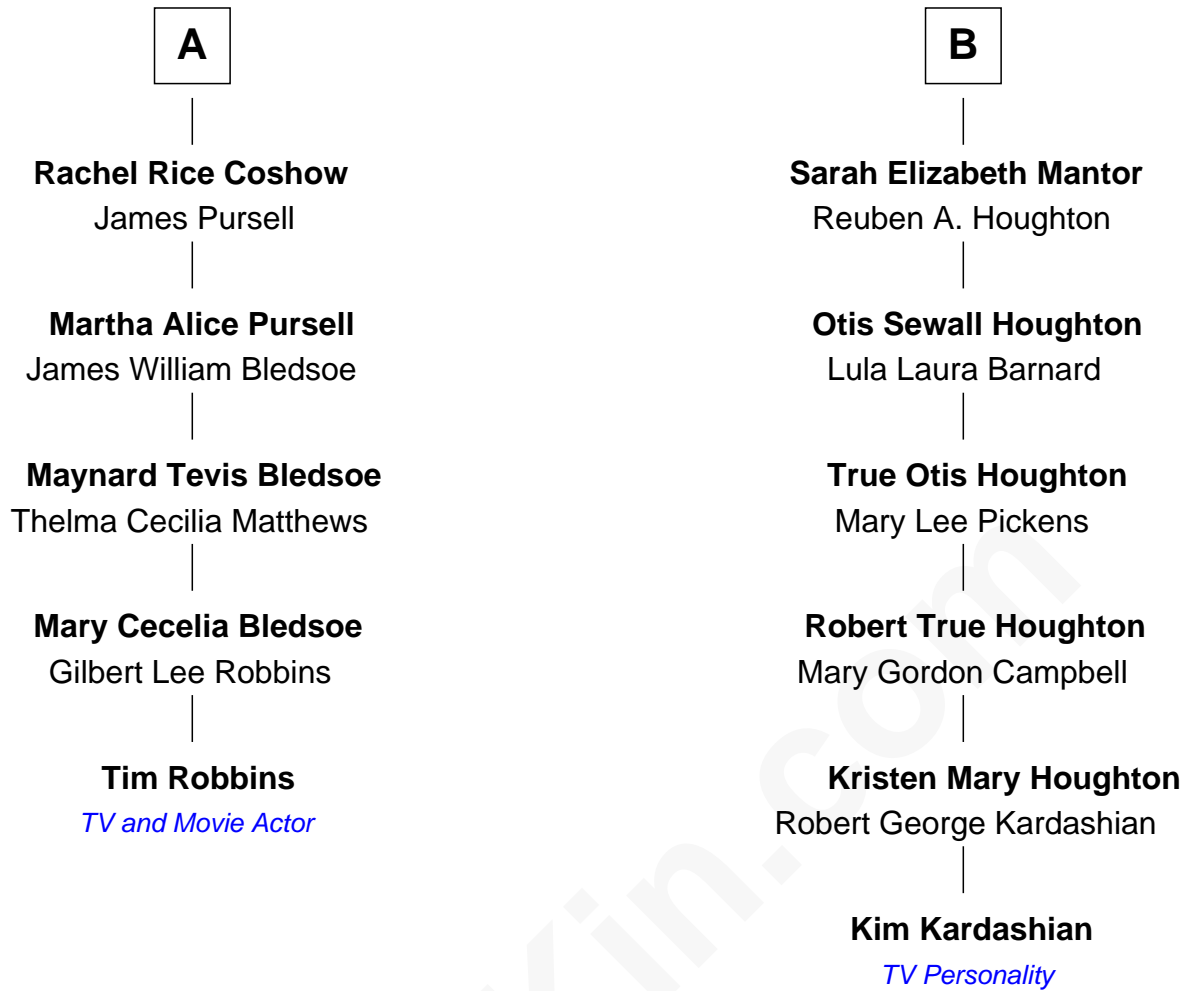 A
Rachel Rice Coshow
James Pursell
Martha Alice Pursell
James William Bledsoe
Maynard Tevis Bledsoe
Thelma Cecilia Matthews
Mary Cecelia Bledsoe
Gilbert Lee Robbins
Tim Robbins
TV and Movie Actor
B
Sarah Elizabeth Mantor
Reuben A. Houghton
Otis Sewall Houghton
Lula Laura Barnard
True Otis Houghton
Mary Lee Pickens
Robert True Houghton
Mary Gordon Campbell
Kristen Mary Houghton
Robert George Kardashian
Kim Kardashian
TV Personality